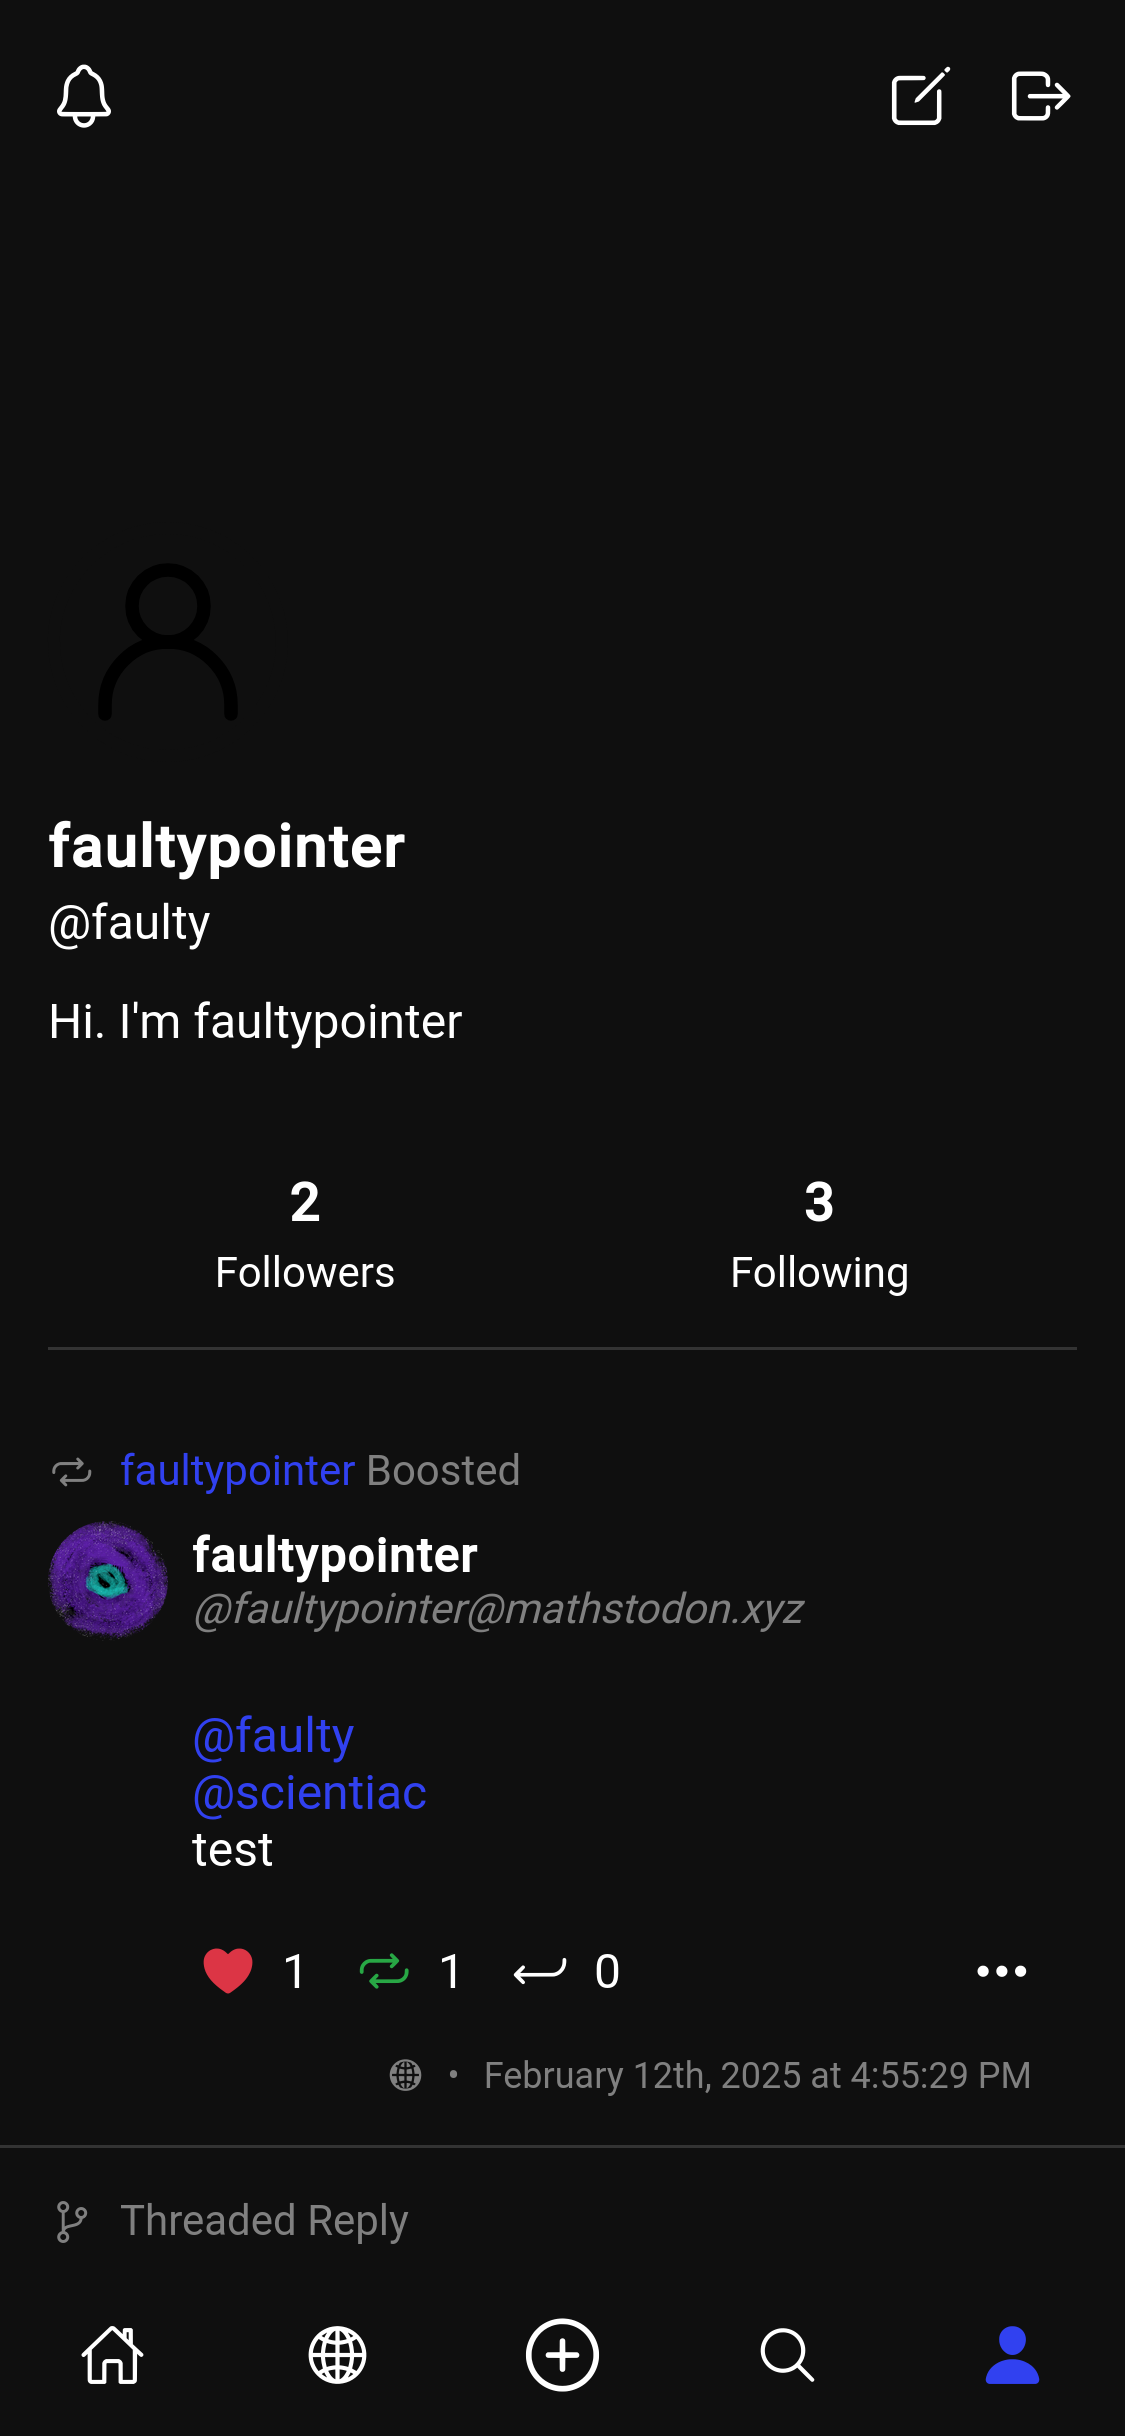 faultypointer
@faulty
Hi. I'm faultypointer
2
3
Followers
Following
faultypointer Boosted
faultypointer
@faultypointer@mathstodon.xyz
@faulty
@scientiac
test
1 1 0
• February 12th, 2025 at 4:55:29 PM
Threaded Reply